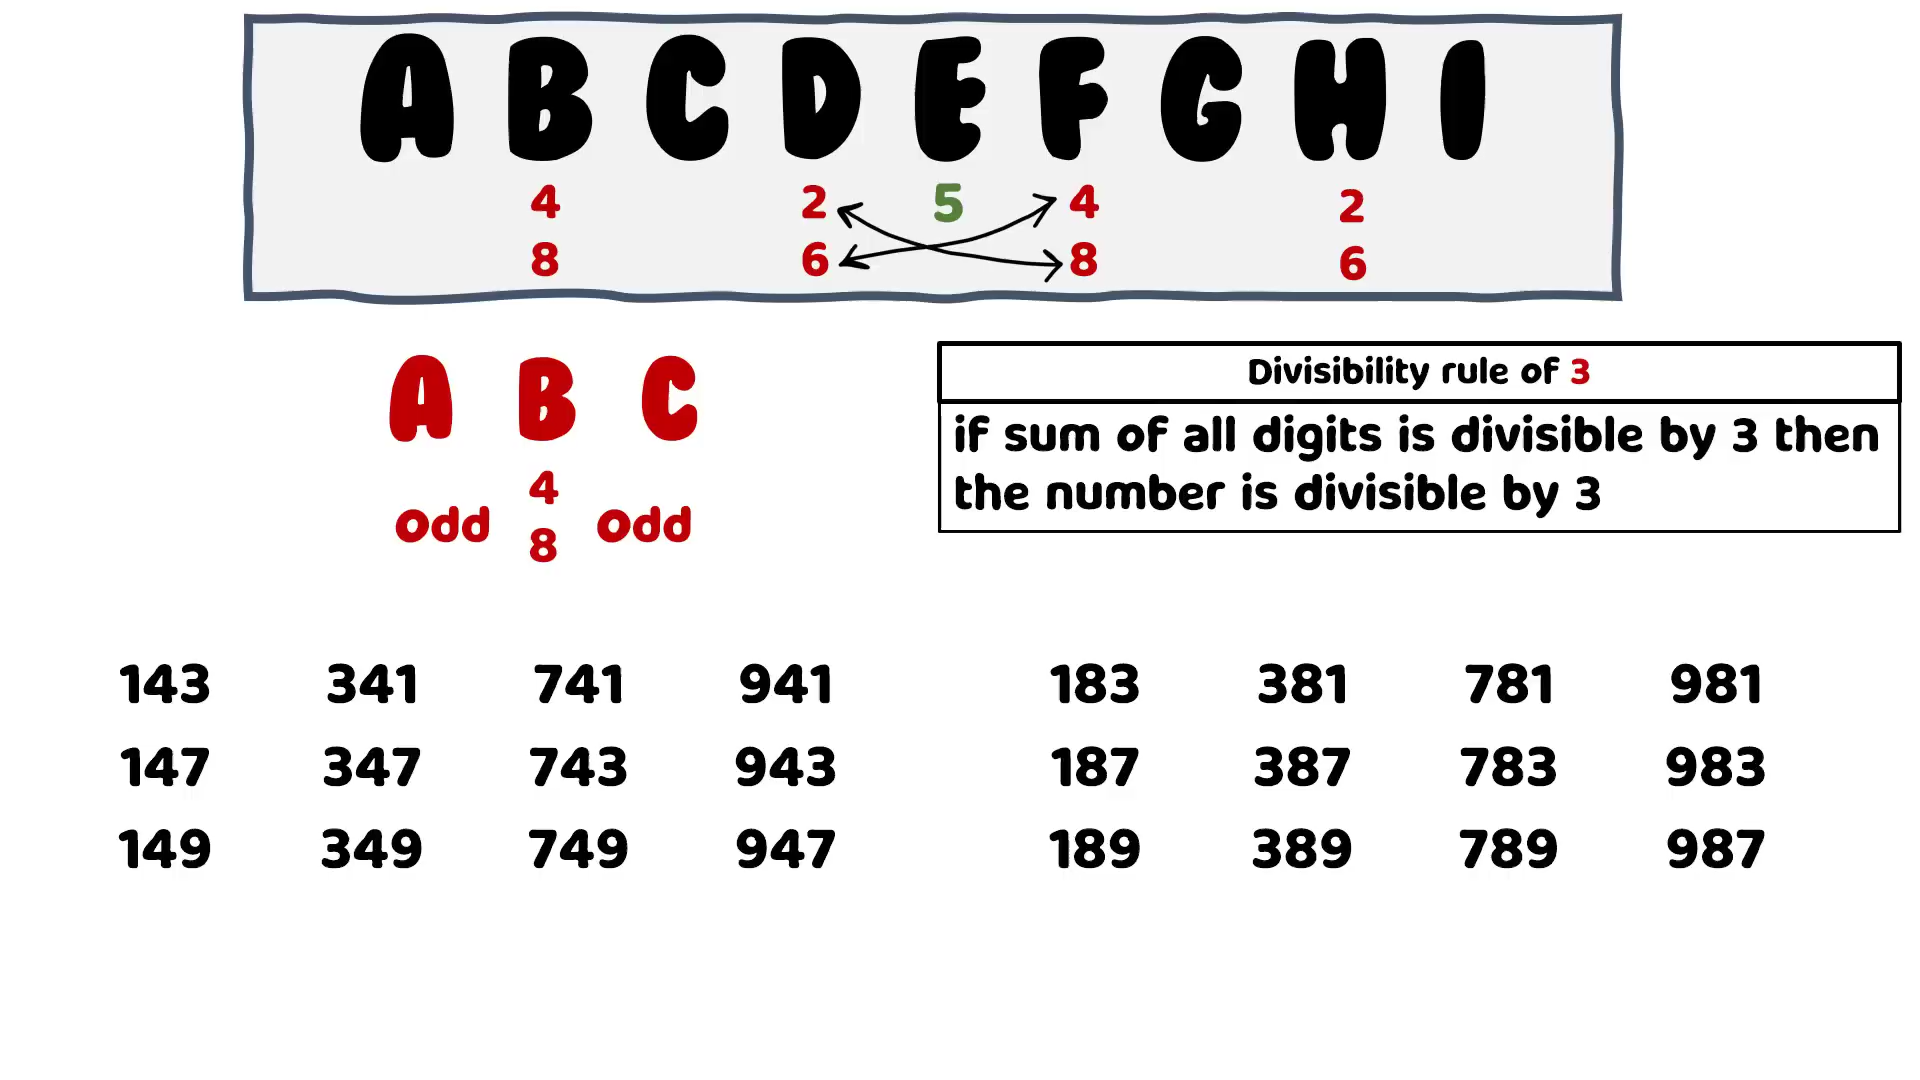 A B C D E F G H I
4 2 5 4 2
8 6 8 6
A B C
4
odd odd
8
Divisibility rule of 3
if sum of all digits is divisible by 3 then
the number is divisible by 3
143 341 741 941 183 381 781 981
147 347 743 943 187 387 783 983
149 349 749 947 189 389 789 987